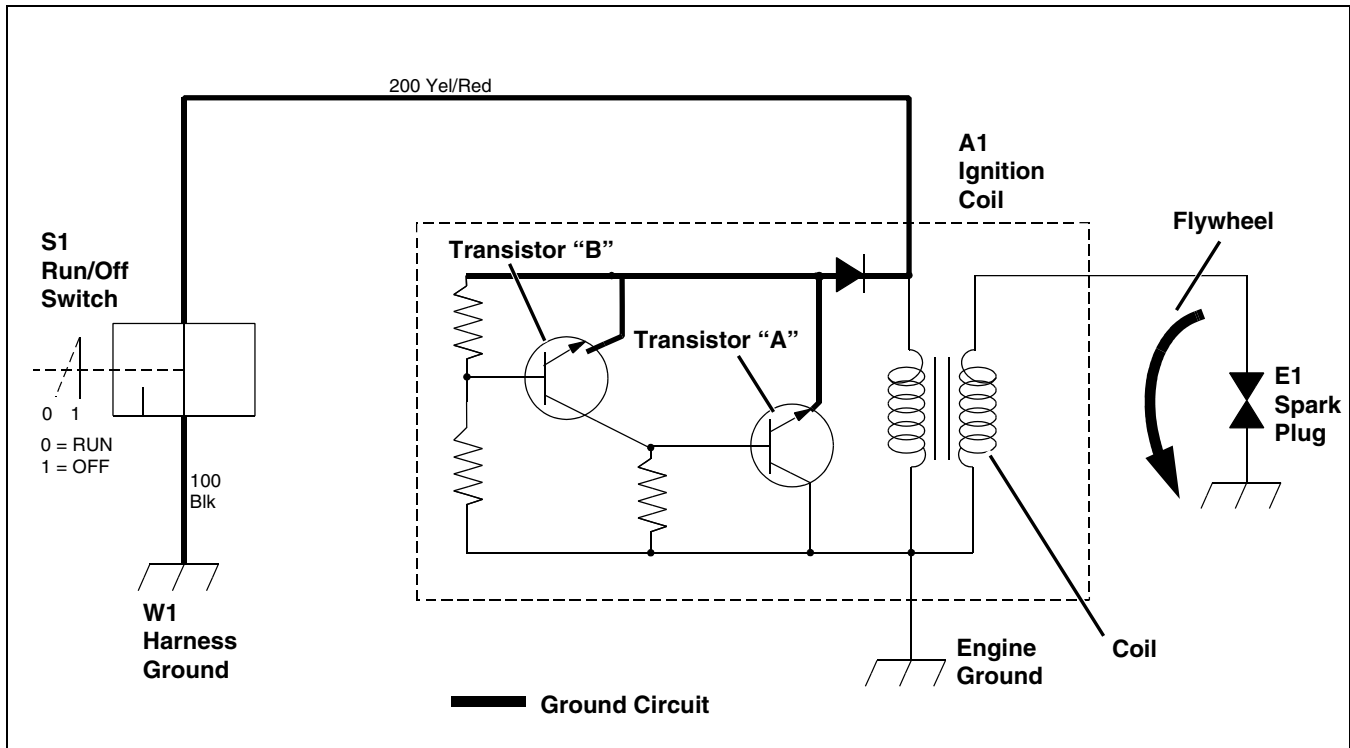 200 Yel/Red
A1
Ignition
Coil
Flywheel
S1
Run/Off
Switch
Transistor “B”
Transistor “A”
E1
Spark
Plug
0 1
0 = RUN
1 = OFF
100
Blk
W1
Harness
Ground
Engine
Ground
Coil
Ground Circuit